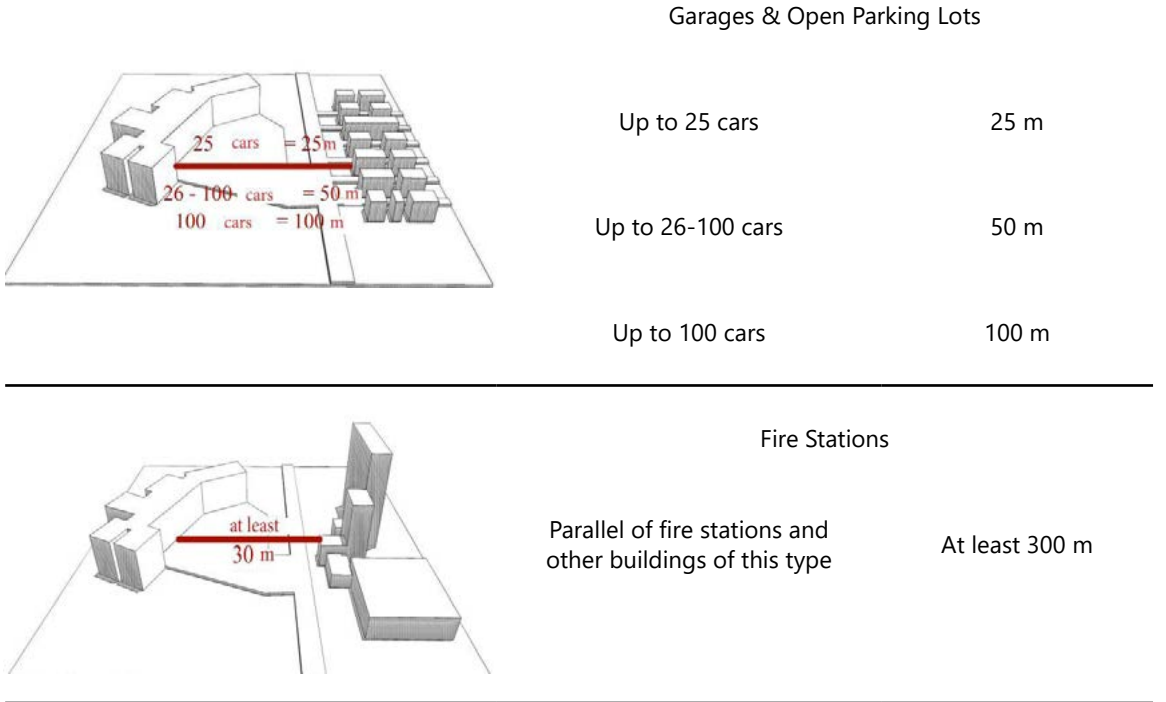 Garages & Open Parking Lots
25 cars = 25 m
26 - 100 cars = 50 m
100 cars = 100 m
Up to 25 cars 25 m
Up to 26-100 cars 50 m
Up to 100 cars 100 m
Fire Stations
at least
30 m
Parallel of fire stations and
other buildings of this type
At least 300 m